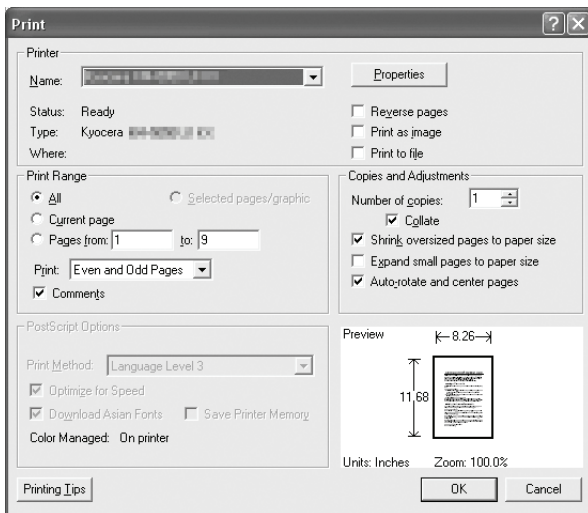 Print
Printer
Name:
Properties
Status: Ready
Type: Kyocera
Where:
Reverse pages
Print as image
Print to file
Print Range
All
Selected pages/graphic
Current page
Pages from: 1 to: 9
Print: Even and Odd Pages
Comments
Copies and Adjustments
Number of copies: 1
Collate
Shrink oversized pages to paper size
Expand small pages to paper size
Auto-rotate and center pages
PostScript Options
Print Method: Language Level 3
Optimize for Speed
Download Asian Fonts Save Printer Memory
Color Managed: On printer
Preview
8.26
11,68
Units: Inches Zoom: 100.0%
Printing Tips
OK
Cancel